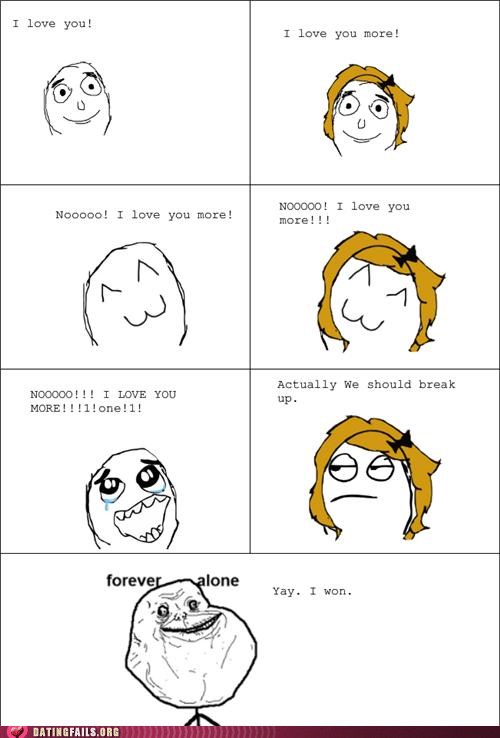 I love you!
I love you more!
Nooooo! I love you more!
NOOOOO! I love you
more!!!
NOOOOO!!! I LOVE YOU
MORE!!!1!one!1!
Actually We should break
up.
forever alone
Yay. I won.
DATINGFAILS.ORG